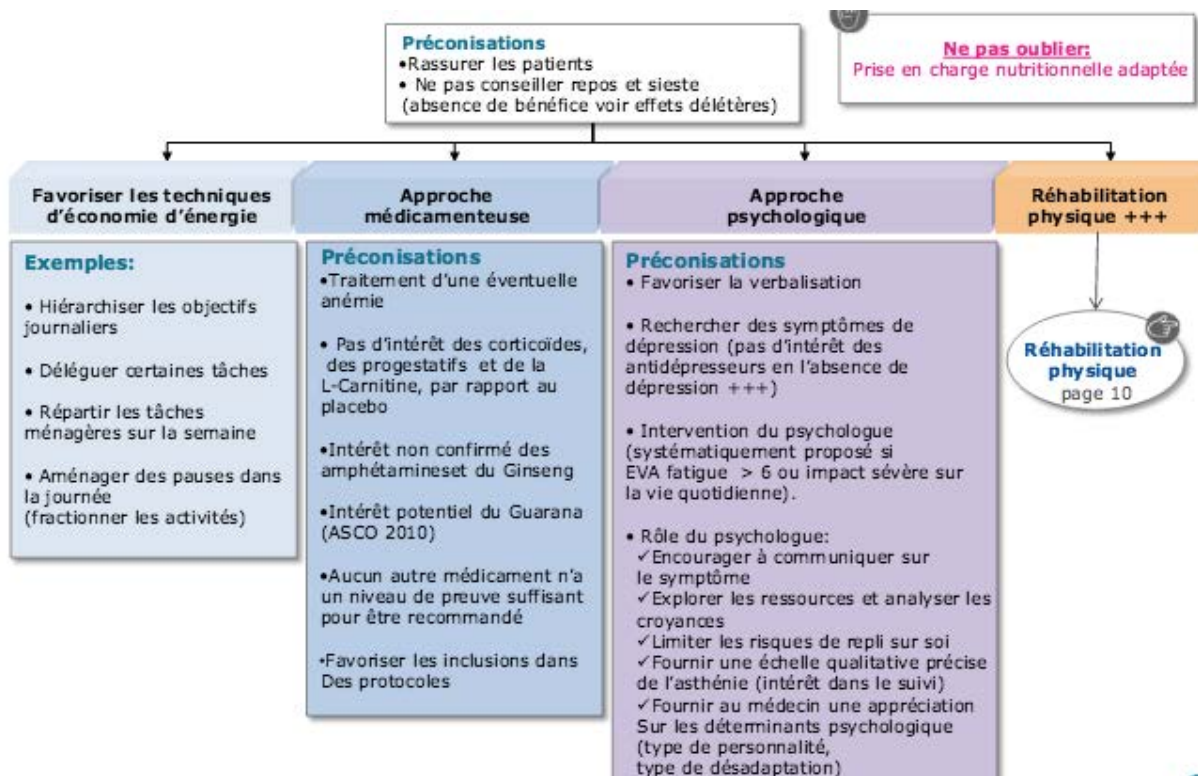 Préconisations
•Rassurer les patients
• Ne pas conseiller repos et sieste
(absence de bénéfice voir effets délétères)
Ne pas oublier:
Prise en charge nutritionnelle adaptée
Favoriser les techniques
d'économie d'énergie
Exemples:
• Hiérarchiser les objectifs
journaliers
• Déléguer certaines tâches
• Répartir les tâches
ménagères sur la semaine
• Aménager des pauses dans
la journée
(fractionner les activités)
Approche
médicamenteuse
Préconisations
•Traitement d'une éventuelle
anémie
• Pas d'intérêt des corticoïdes,
des progestatifs et de la
L-Carnitine, par rapport au
placebo
•Intérêt non confirmé des
amphétamineset du Ginseng
•Intérêt potentiel du Guarana
(ASCO 2010)
•Aucun autre médicament n'a
un niveau de preuve suffisant
pour être recommandé
•Favoriser les inclusions dans
Des protocoles
Approche
psychologique
Préconisations
• Favoriser la verbalisation
• Rechercher des symptômes de
dépression (pas d'intérêt des
antidépresseurs en l'absence de
dépression +++)
• Intervention du psychologue
(systématiquement proposé si
EVA fatigue > 6 ou impact sévère sur
la vie quotidienne).
• Rôle du psychologue:
✓Encourager à communiquer sur
le symptôme
✓Explorer les ressources et analyser les
croyances
✓Limiter les risques de repli sur soi
✓Fournir une échelle qualitative précise
de l'asthénie (intérêt dans le suivi)
✓Fournir au médecin une appréciation
Sur les déterminants psychologique
(type de personnalité,
type de désadaptation)
Réhabilitation
physique +++
Réhabilitation
physique
page 10